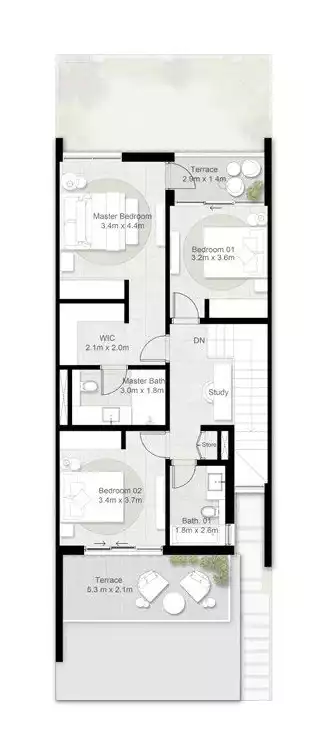 Terrace
2.9m x 1.4m
Master Bedroom
3.4m x 4.4m
Bedroom 01
3.2m x 3.6m
WIC
2.1m x 2.0m
DN
Master Bath
3.0m x 1.8m
Study
Store
Bedroom 02
3.4m x 3.7m
Bath. 01
1.8m x 2.6m
Terrace
5.3 m x 2.1m